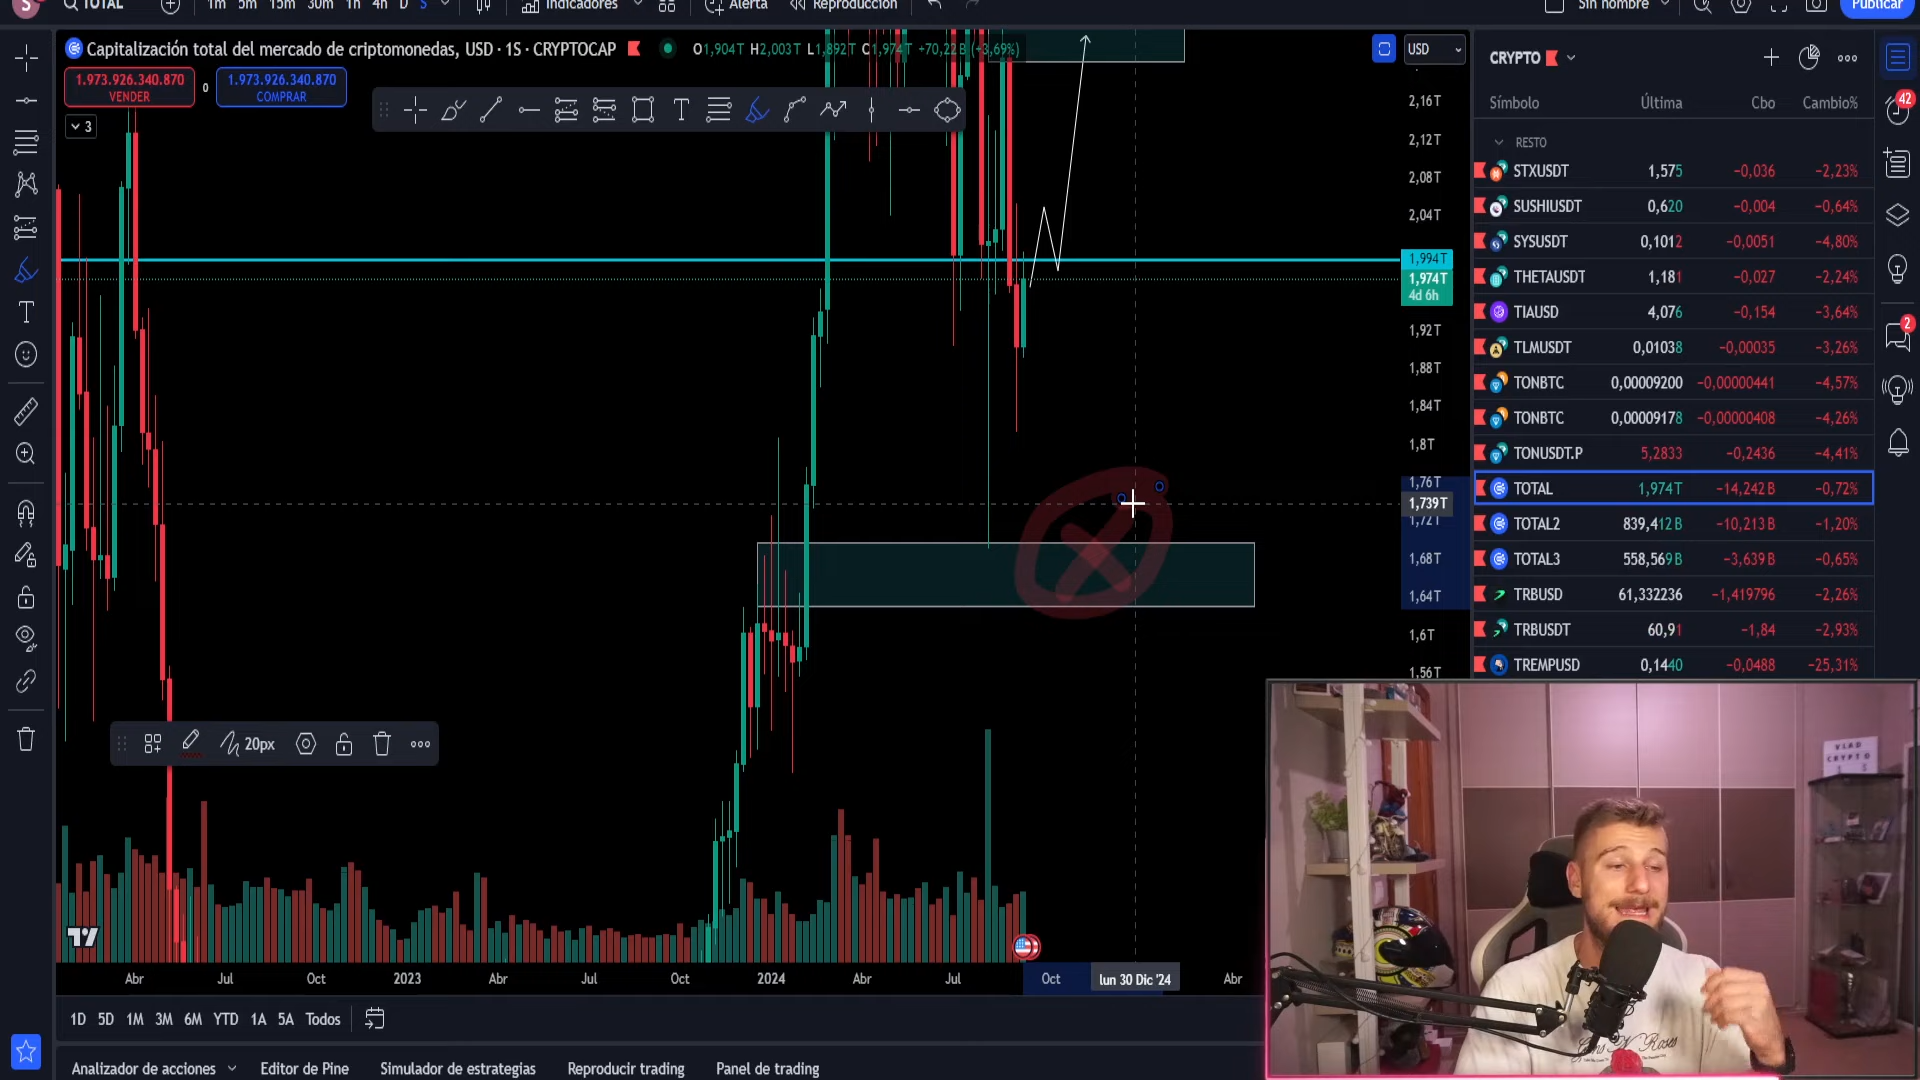 S TOTAL 1m 5m 15m 30m 1h 4h D S Indicadores Alerta Reproducción Sin nombre Publicar
Capitalización total del mercado de criptomonedas, USD · 1S · CRYPTOCAP O1,904T H2,003T L1,892T C1,974T +70,22B (+3,69%)
USD
1.973.926.340.870
VENDER
0
1.973.926.340.870
COMPRAR
3
2,16T
2,12T
2,08T
2,04T
1,994T
1,974T
4d 6h
1,92T
1,88T
1,84T
1,8T
1,76T
1,739T
1,72T
1,68T
1,64T
1,6T
1,56T
20px
Abr Jul Oct 2023 Abr Jul Oct 2024 Abr Jul Oct lun 30 Dic '24 Abr
1D 5D 1M 3M 6M YTD 1A 5A Todos
Analizador de acciones Editor de Pine Simulador de estrategias Reproducir trading Panel de trading
CRYPTO
Símbolo Última Cbo Cambio%
RESTO
STXUSDT 1,575 −0,036 −2,23%
SUSHIUSDT 0,620 −0,004 −0,64%
SYSUSDT 0,1012 −0,0051 −4,80%
THETAUSDT 1,181 −0,027 −2,24%
TIAUSD 4,076 −0,154 −3,64%
TLMUSDT 0,01038 −0,00035 −3,26%
TONBTC 0,00009200 −0,00000441 −4,57%
TONBTC 0,00009178 −0,00000408 −4,26%
TONUSDT.P 5,2833 −0,2436 −4,41%
TOTAL 1,974T −14,242B −0,72%
TOTAL2 839,412B −10,213B −1,20%
TOTAL3 558,569B −3,639B −0,65%
TRBUSD 61,332236 −1,419796 −2,26%
TRBUSDT 60,91 −1,84 −2,93%
TREMPUSD 0,1440 −0,0488 −25,31%
42
2
VLAD
CRYPTO
Guns N' Roses